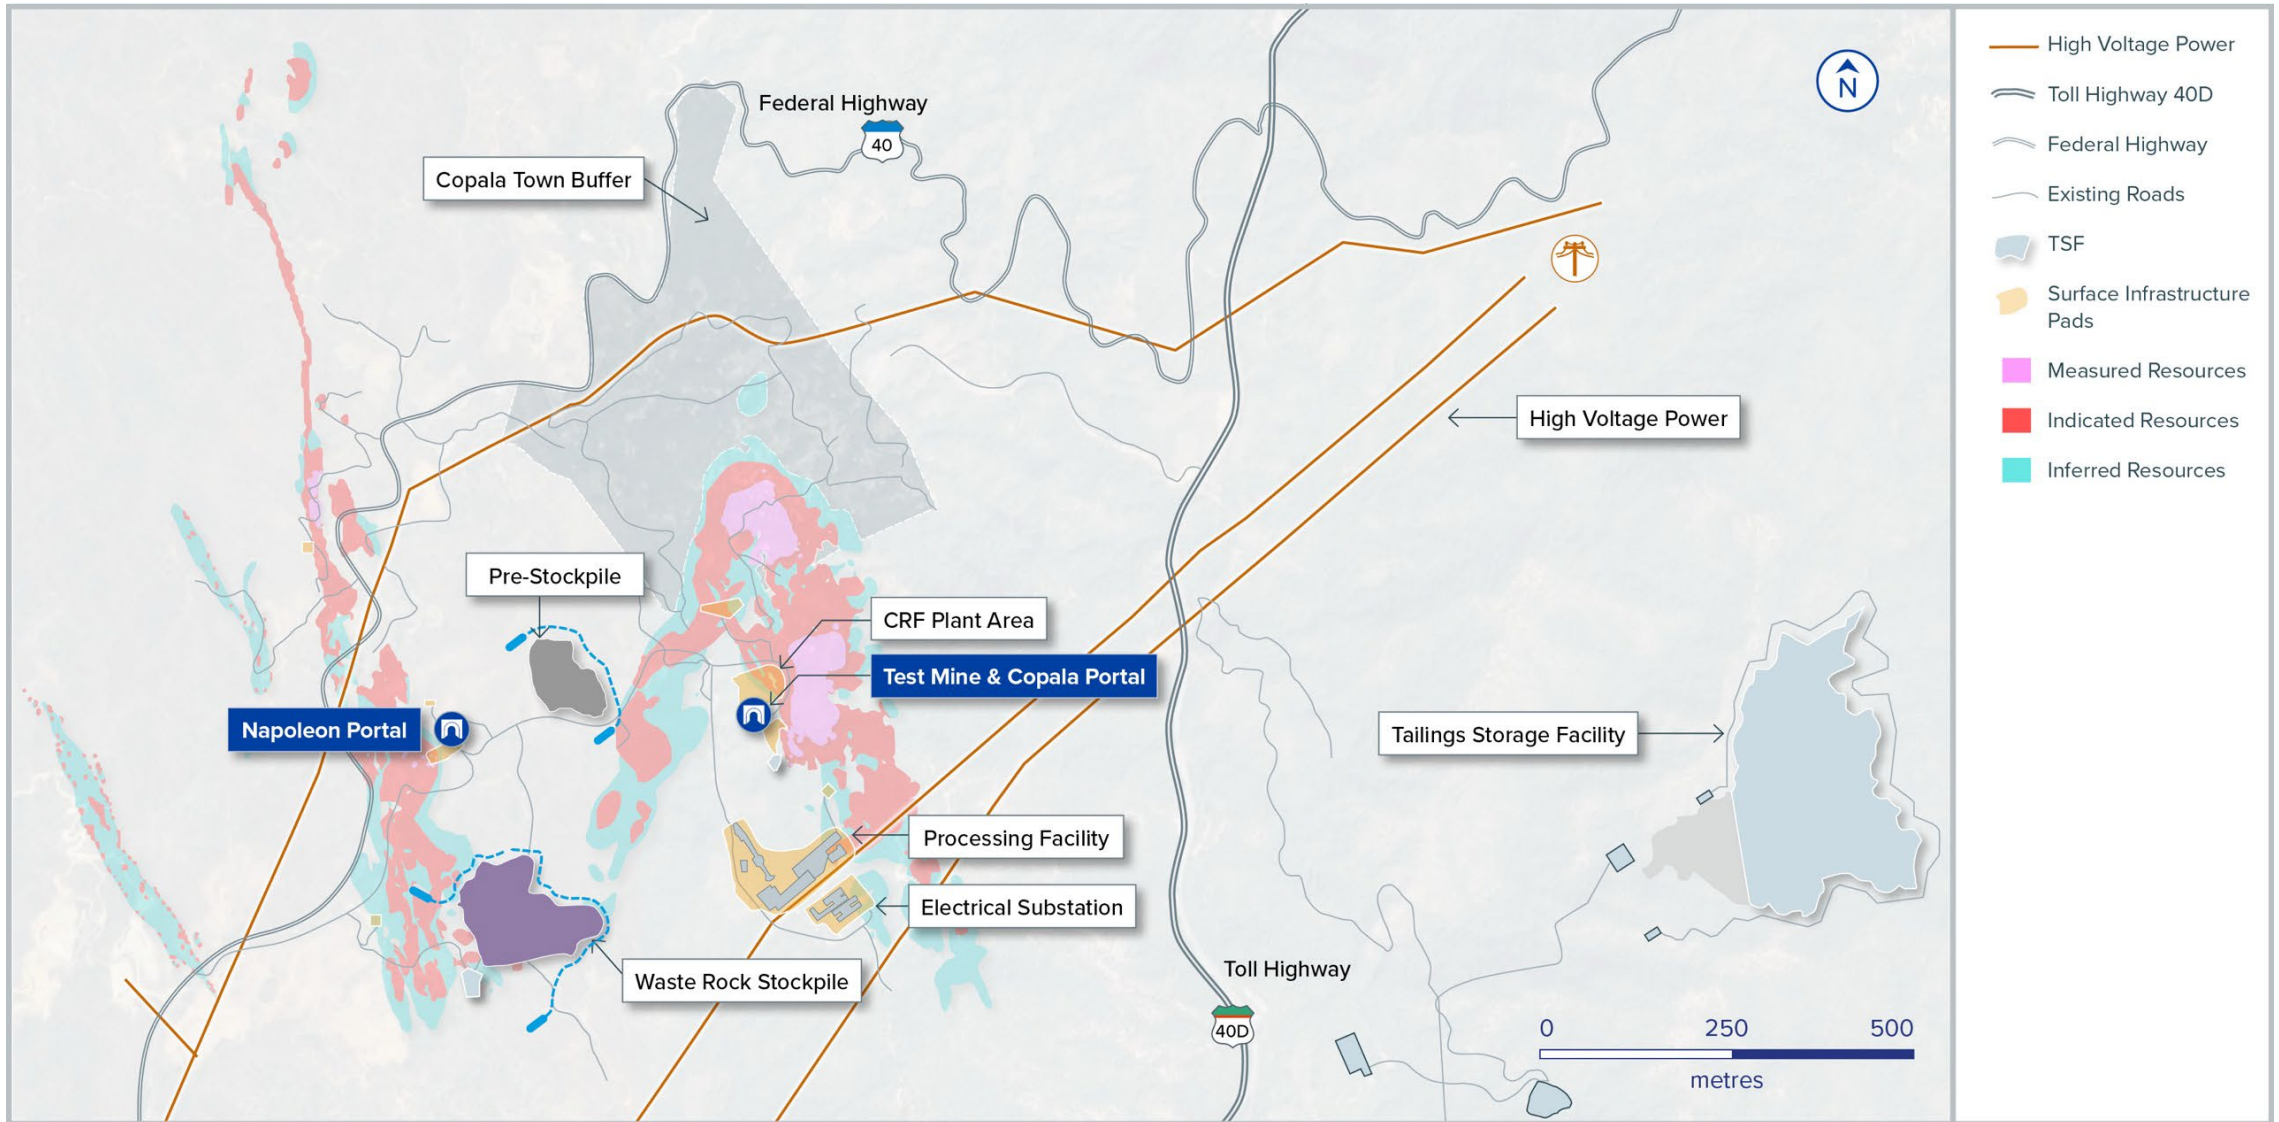 Federal Highway
40
Copala Town Buffer
High Voltage Power
Pre-Stockpile
CRF Plant Area
Test Mine & Copala Portal
Napoleon Portal
Tailings Storage Facility
Processing Facility
Electrical Substation
Waste Rock Stockpile
Toll Highway
40D
N
0 250 500
metres
High Voltage Power
Toll Highway 40D
Federal Highway
Existing Roads
TSF
Surface Infrastructure
Pads
Measured Resources
Indicated Resources
Inferred Resources